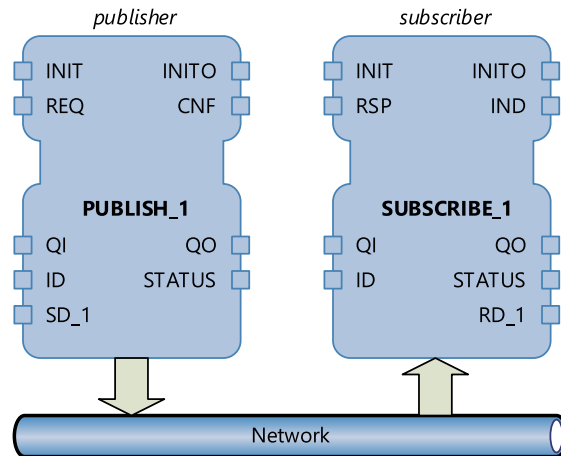 publisher subscriber
INIT INITO INIT INITO
REQ CNF RSP IND
PUBLISH_1 SUBSCRIBE_1
QI QO QI QO
ID STATUS ID STATUS
SD_1 RD_1
Network